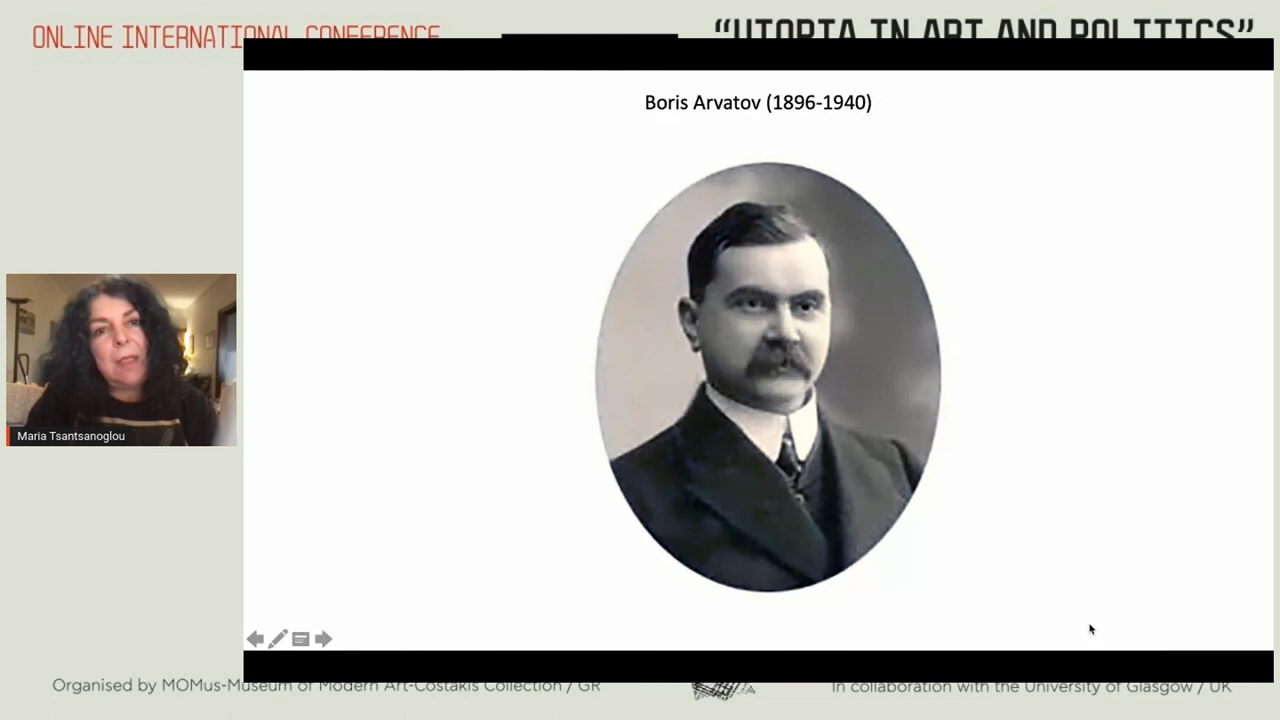 ONLINE INTERNATIONAL CONFERENCE
“UTOPIA IN ART AND POLITICS”
Boris Arvatov (1896-1940)
Maria Tsantsanoglou
Organised by MOMus-Museum of Modern Art-Costakis Collection / GR
In collaboration with the University of Glasgow / UK